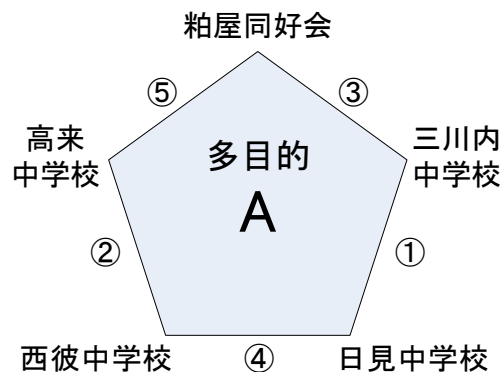 粕屋同好会
⑤
③
高来
中学校
多目的
A
三川内
中学校
②
①
西彼中学校
④
日見中学校